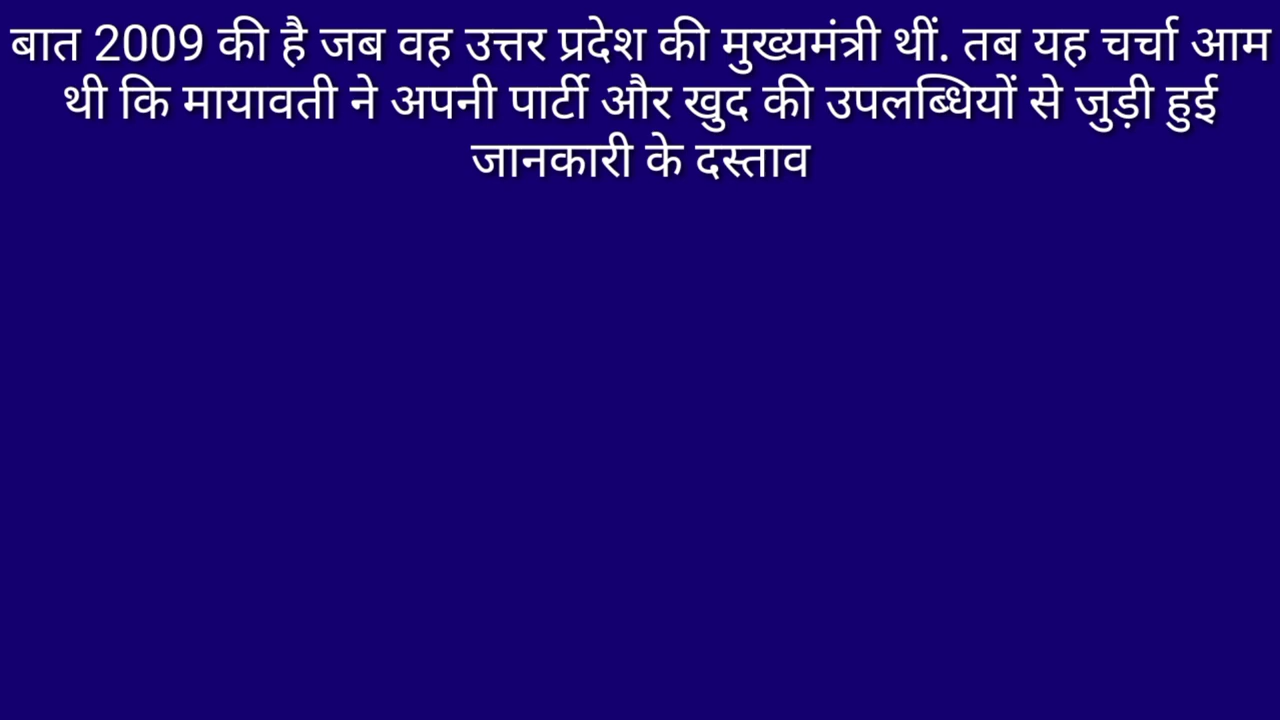 बात 2009 की है जब वह उत्तर प्रदेश की मुख्यमंत्री थीं. तब यह चर्चा आम
थी कि मायावती ने अपनी पार्टी और खुद की उपलब्धियों से जुड़ी हुई
जानकारी के दस्ताव